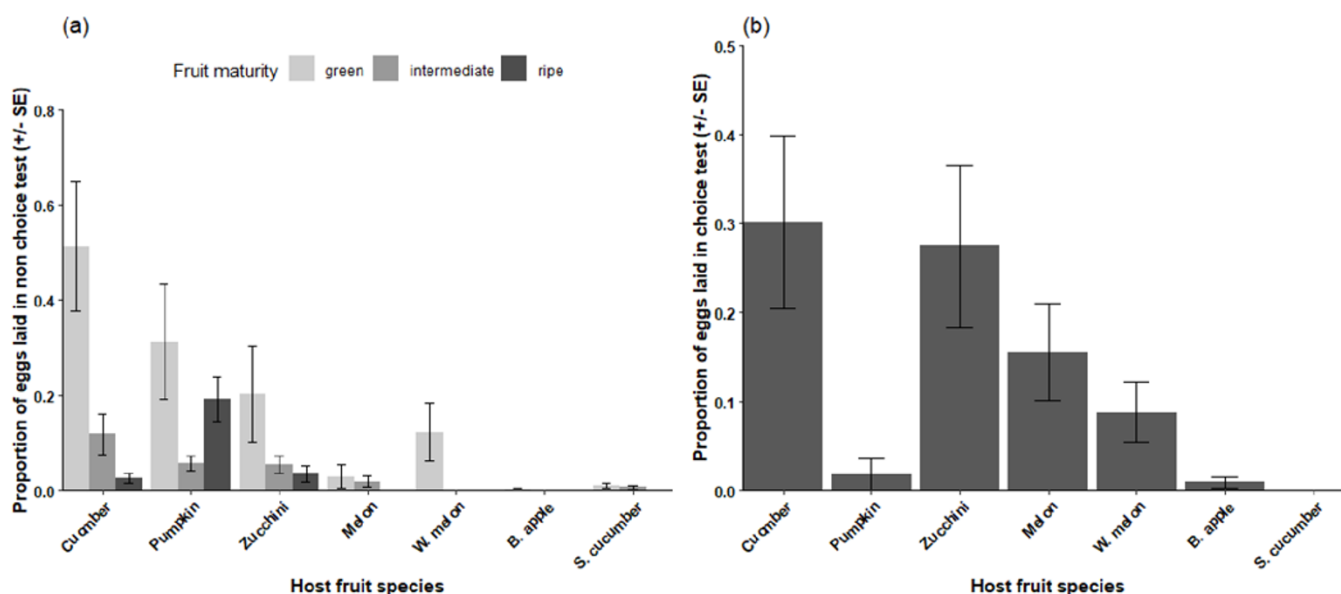 (a)
Fruit maturity green intermediate ripe
Proportion of eggs laid in non choice test (+/- SE)
0.8
0.6
0.4
0.2
0.0
Cucmber
Pumpkin
Zucchini
Melon
W. melon
B. apple
S. cucumber
Host fruit species
(b)
Proportion of eggs laid in choice test (+/- SE)
0.5
0.4
0.3
0.2
0.1
0.0
Cucmber
Pumpkin
Zucchini
Melon
W. melon
B. apple
S. cucumber
Host fruit species